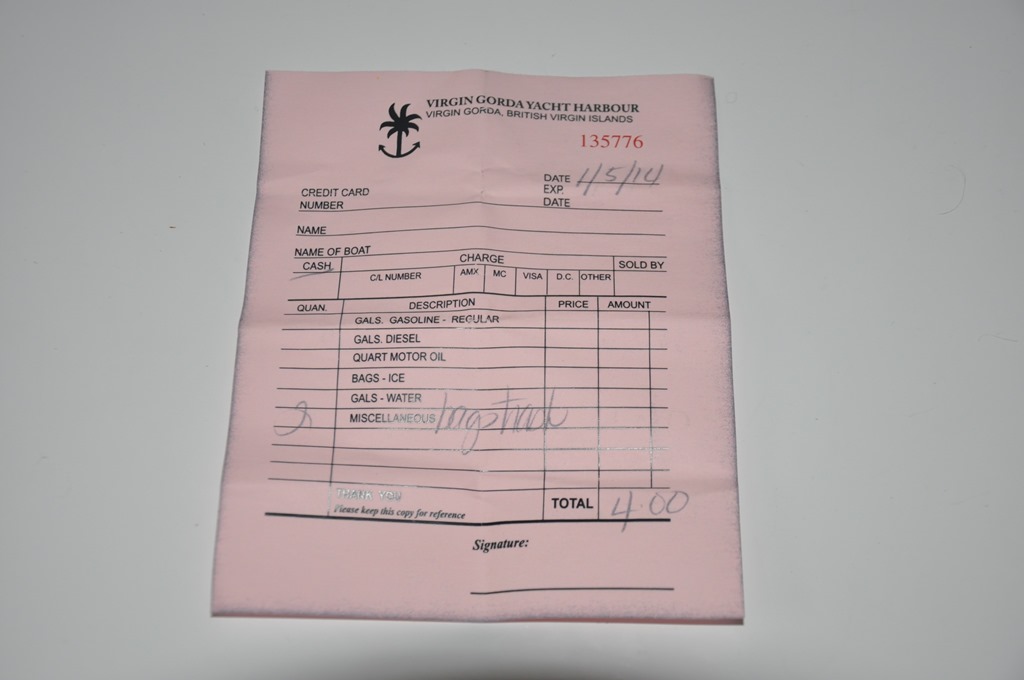 VIRGIN GORDA YACHT HARBOUR
VIRGIN GORDA, BRITISH VIRGIN ISLANDS
135776
DATE 4/5/14
CREDIT CARD NUMBER
EXP. DATE
NAME
NAME OF BOAT
CASH CHARGE SOLD BY
C/L NUMBER AMX MC VISA D.C. OTHER
QUAN. DESCRIPTION PRICE AMOUNT
GALS. GASOLINE - REGULAR
GALS. DIESEL
QUART MOTOR OIL
BAGS - ICE
GALS - WATER
2 MISCELLANEOUS bags trash
THANK YOU
Please keep this copy for reference
TOTAL 4.00
Signature: